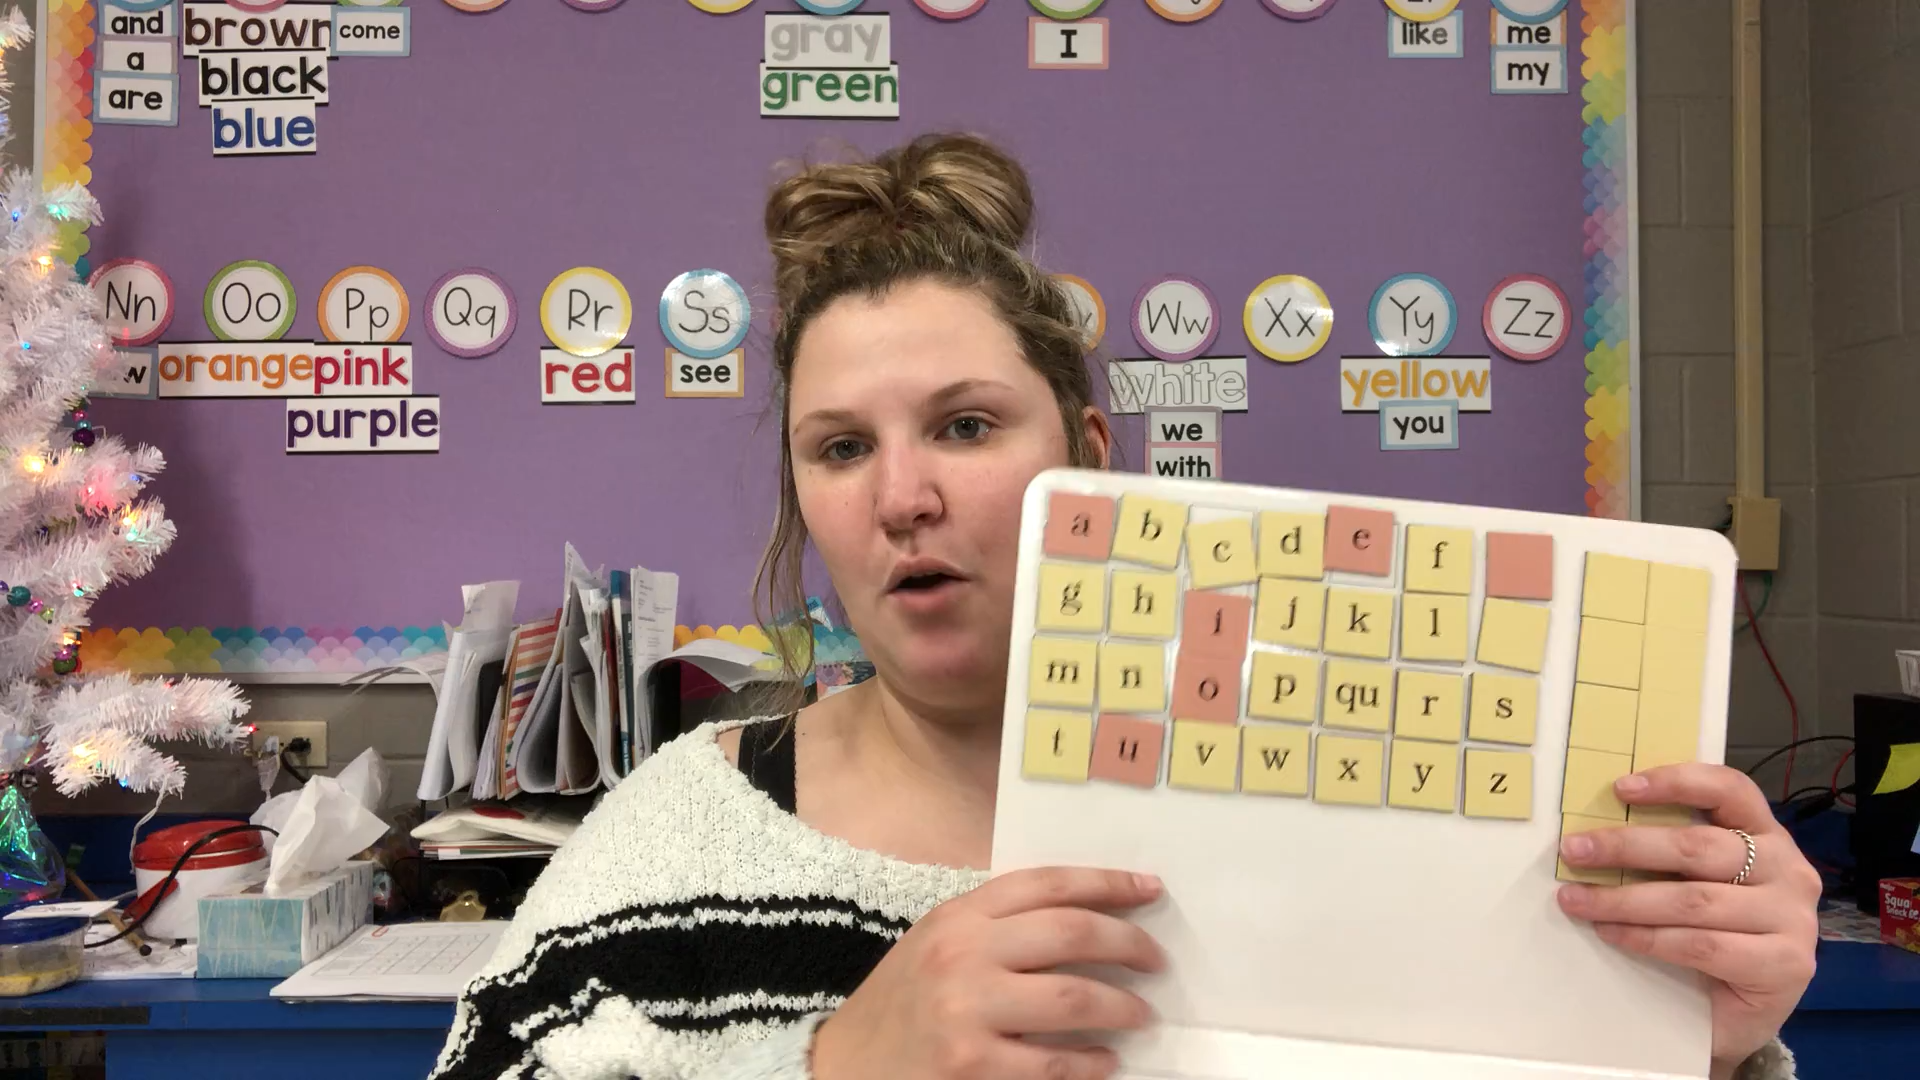 and brown come gray I like me
a black green my
are blue
Nn Oo Pp Qq Rr Ss Ww Xx Yy Zz
orange pink red see white yellow
purple we you
with
a b c d e f
g h i j k l
m n o p qu r s
t u v w x y z